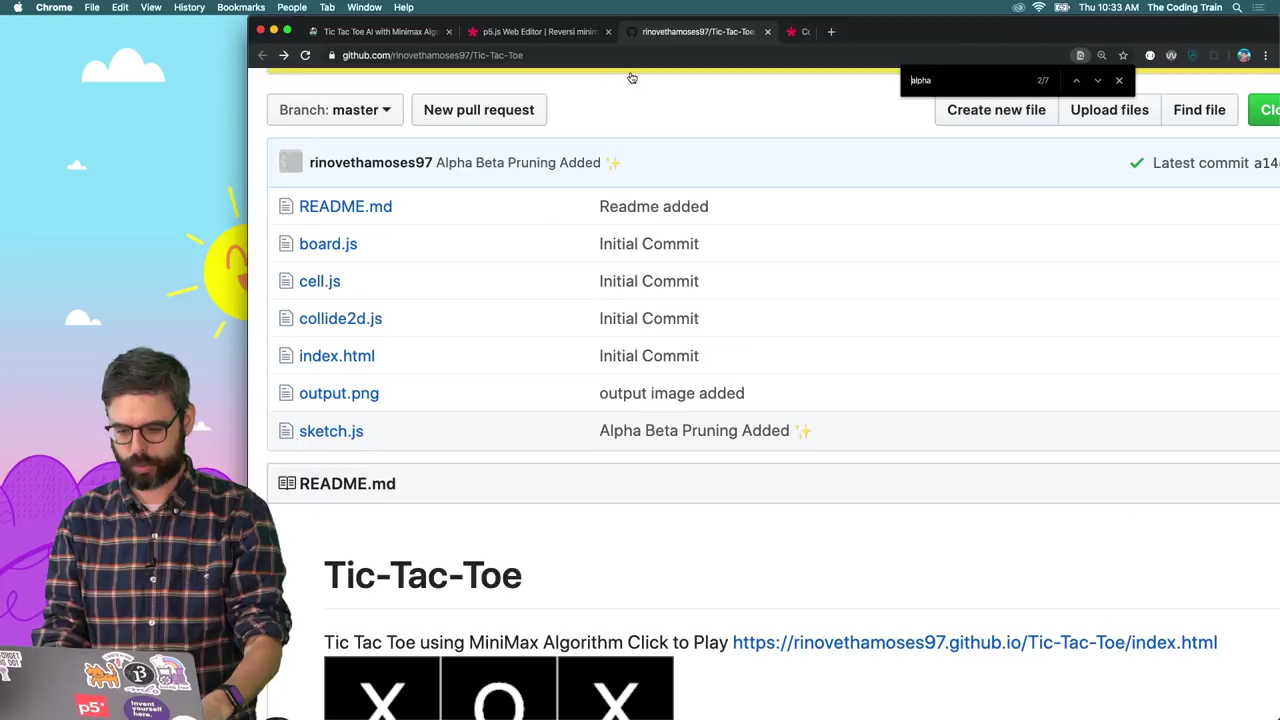 Chrome File Edit View History Bookmarks People Tab Window Help
Thu 10:33 AM The Coding Train
Tic Tac Toe AI with Minimax Algo
p5.js Web Editor | Reversi minim
rinovethamoses97/Tic-Tac-Toe:
github.com/rinovethamoses97/Tic-Tac-Toe
alpha 2/7
Branch: master
New pull request
Create new file
Upload files
Find file
Clo
rinovethamoses97 Alpha Beta Pruning Added ✨
Latest commit a14
README.md Readme added
board.js Initial Commit
cell.js Initial Commit
collide2d.js Initial Commit
index.html Initial Commit
output.png output image added
sketch.js Alpha Beta Pruning Added ✨
README.md
Tic-Tac-Toe
Tic Tac Toe using MiniMax Algorithm Click to Play https://rinovethamoses97.github.io/Tic-Tac-Toe/index.html
X O X
p5*
Invent yourself here.